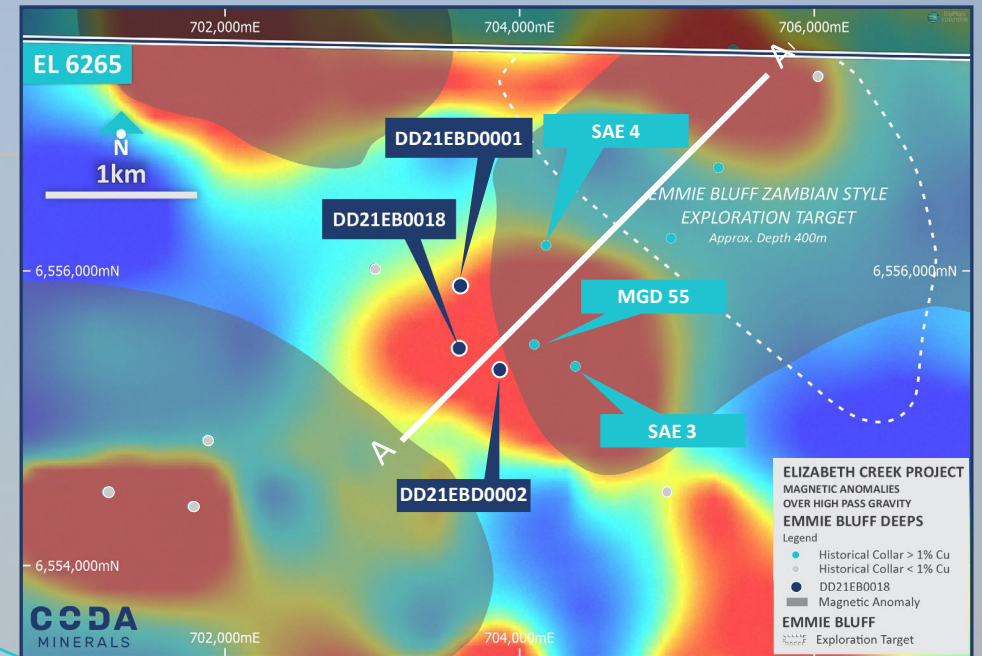 702,000mE
704,000mE
706,000mE
EL 6265
A'
N
1km
DD21EBD0001
SAE 4
DD21EB0018
EMMIE BLUFF ZAMBIAN STYLE
EXPLORATION TARGET
Approx. Depth 400m
6,556,000mN
6,556,000mN
MGD 55
SAE 3
A
DD21EBD0002
6,554,000mN
ELIZABETH CREEK PROJECT
MAGNETIC ANOMALIES
OVER HIGH PASS GRAVITY
EMMIE BLUFF DEEPS
Legend
Historical Collar > 1% Cu
Historical Collar < 1% Cu
DD21EB0018
Magnetic Anomaly
EMMIE BLUFF
Exploration Target
CODA
MINERALS
702,000mE
704,000mE